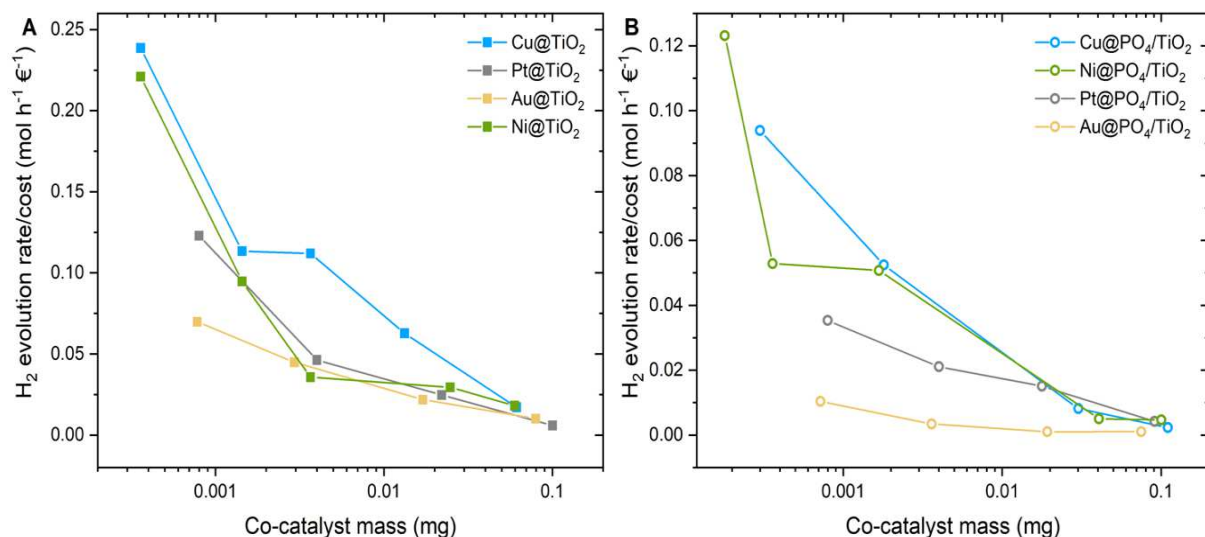 A
H₂ evolution rate/cost (mol h⁻¹ €⁻¹)
0.25
0.20
0.15
0.10
0.05
0.00
Cu@TiO₂
Pt@TiO₂
Au@TiO₂
Ni@TiO₂
0.001
0.01
0.1
Co-catalyst mass (mg)
B
H₂ evolution rate/cost (mol h⁻¹ €⁻¹)
0.12
0.10
0.08
0.06
0.04
0.02
0.00
Cu@PO₄/TiO₂
Ni@PO₄/TiO₂
Pt@PO₄/TiO₂
Au@PO₄/TiO₂
0.001
0.01
0.1
Co-catalyst mass (mg)